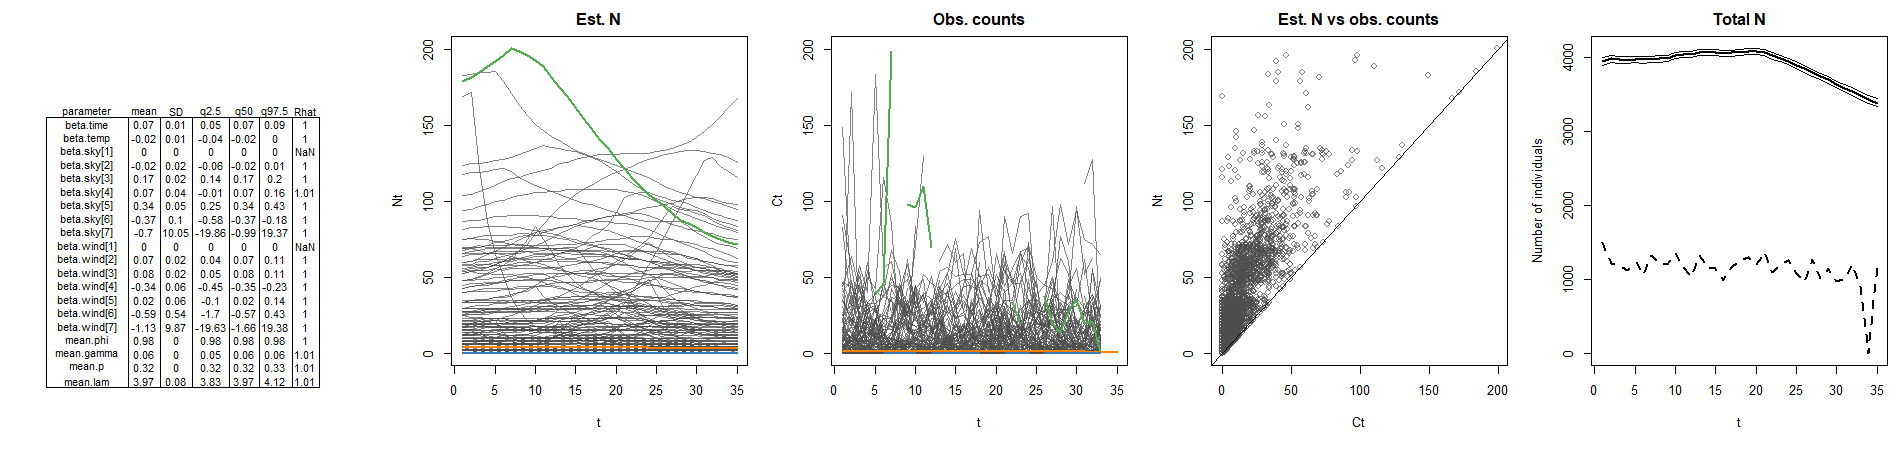 parameter mean SD q2.5 q50 q97.5 Rhat
beta.time 0.07 0.01 0.05 0.07 0.09 1
beta.temp -0.02 0.01 -0.04 -0.02 0 1
beta.sky[1] 0 0 0 0 0 NaN
beta.sky[2] -0.02 0.02 -0.06 -0.02 0.01 1
beta.sky[3] 0.17 0.02 0.14 0.17 0.2 1
beta.sky[4] 0.07 0.04 -0.01 0.07 0.16 1.01
beta.sky[5] 0.34 0.05 0.25 0.34 0.43 1
beta.sky[6] -0.37 0.1 -0.58 -0.37 -0.18 1
beta.sky[7] -0.7 10.05 -19.86 -0.99 19.37 1
beta.wind[1] 0 0 0 0 0 NaN
beta.wind[2] 0.07 0.02 0.04 0.07 0.11 1
beta.wind[3] 0.08 0.02 0.05 0.08 0.11 1
beta.wind[4] -0.34 0.06 -0.45 -0.35 -0.23 1
beta.wind[5] 0.02 0.06 -0.1 0.02 0.14 1
beta.wind[6] -0.59 0.54 -1.7 -0.57 0.43 1
beta.wind[7] -1.13 9.87 -19.63 -1.66 19.38 1
mean.phi 0.98 0 0.98 0.98 0.98 1
mean.gamma 0.06 0 0.05 0.06 0.06 1.01
mean.p 0.32 0 0.32 0.32 0.33 1.01
mean.lam 3.97 0.08 3.83 3.97 4.12 1.01
Est. N
Nt
0 50 100 150 200
0 5 10 15 20 25 30 35
t
Obs. counts
Ct
0 50 100 150 200
0 5 10 15 20 25 30 35
t
Est. N vs obs. counts
Nt
0 50 100 150 200
0 50 100 150 200
Ct
Total N
Number of individuals
0 1000 2000 3000 4000
0 5 10 15 20 25 30 35
t